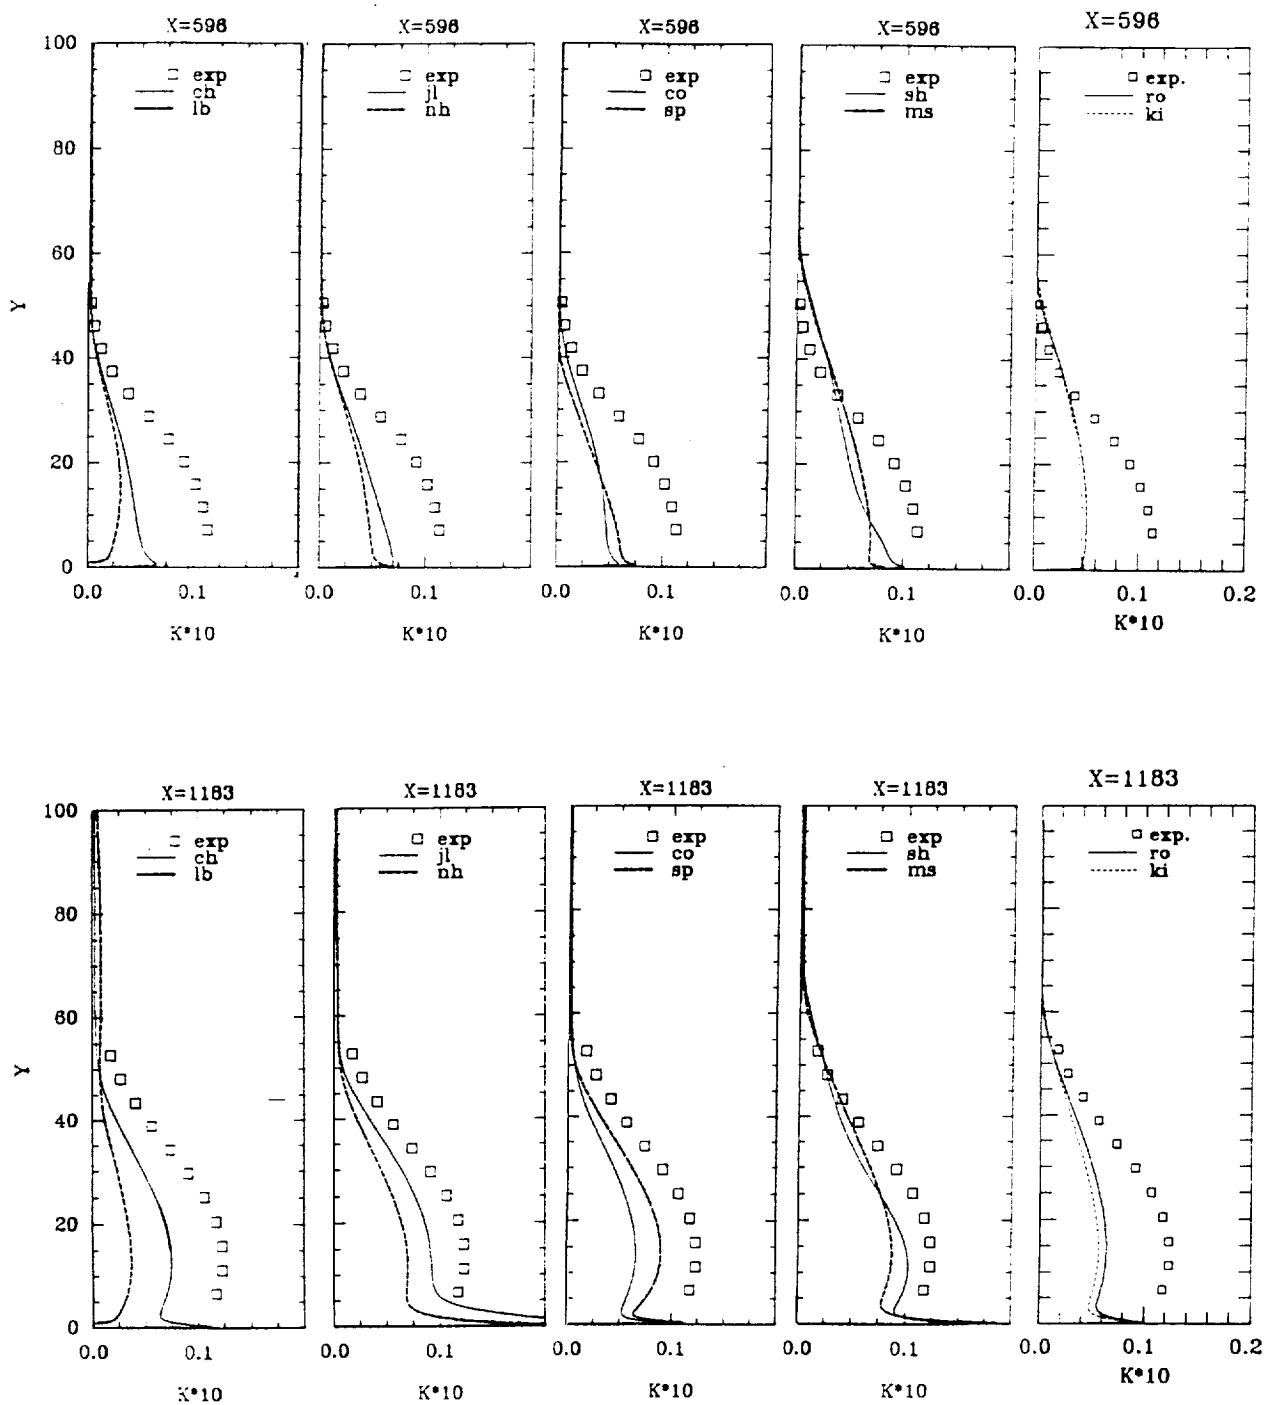 X=596 X=596 X=596 X=596 X=596
100
exp exp exp exp exp.
ch jl co sh ro
lb nh sp ms ki
80
60
Y
40
20
0
0.0 0.1 0.0 0.1 0.0 0.1 0.0 0.1 0.0 0.1 0.2
K*10 K*10 K*10 K*10 K*10
X=1183 X=1183 X=1183 X=1183 X=1183
100
exp exp exp exp exp.
ch jl co sh ro
lb nh sp ms ki
80
60
Y
40
20
0
0.0 0.1 0.0 0.1 0.0 0.1 0.0 0.1 0.0 0.1 0.2
K*10 K*10 K*10 K*10 K*10